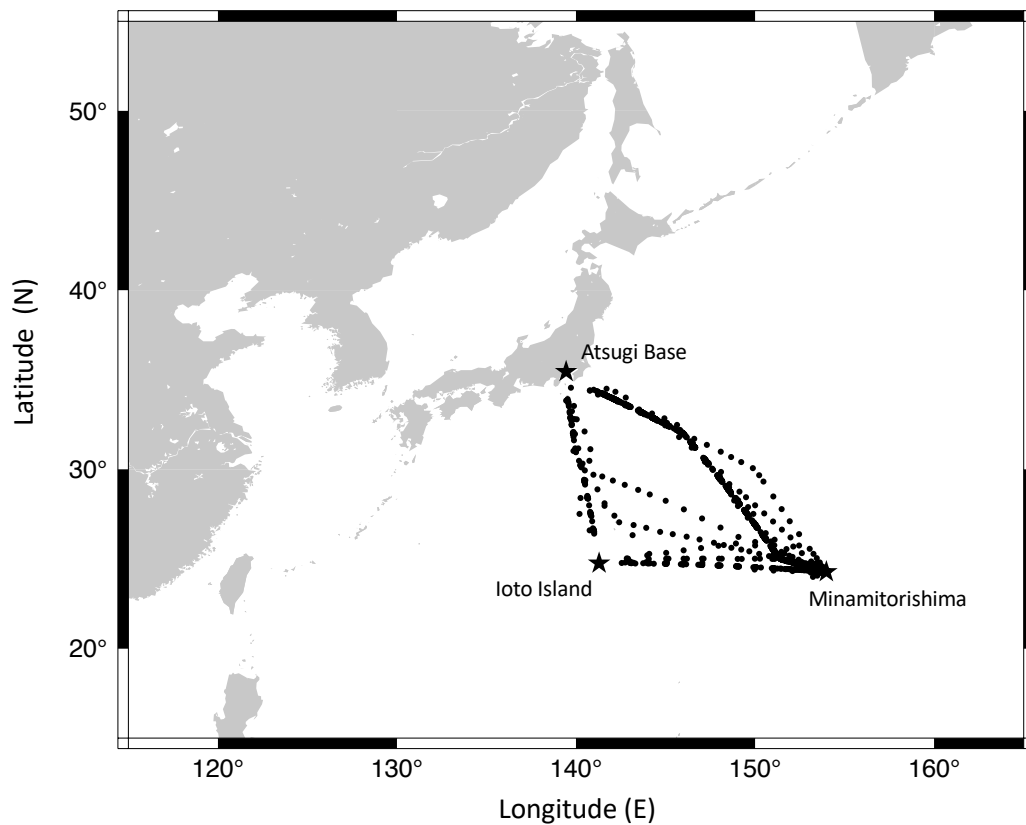 50°
40°
30°
20°
Latitude (N)
Atsugi Base
Ioto Island
Minamitorishima
120°
130°
140°
150°
160°
Longitude (E)